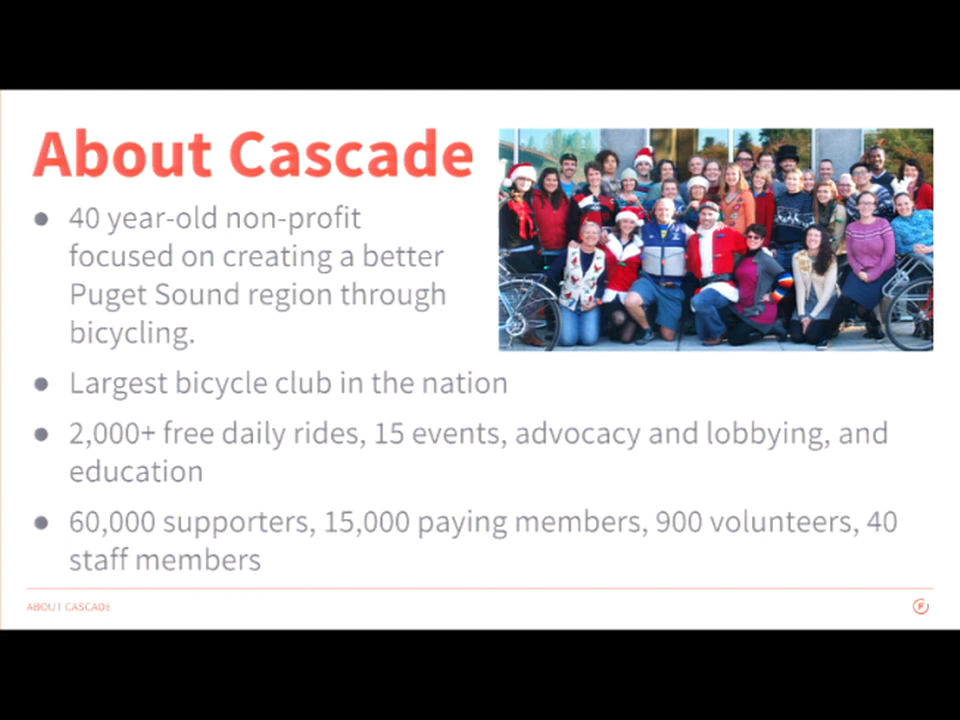 About Cascade
● 40 year-old non-profit
focused on creating a better
Puget Sound region through
bicycling.
● Largest bicycle club in the nation
● 2,000+ free daily rides, 15 events, advocacy and lobbying, and
education
● 60,000 supporters, 15,000 paying members, 900 volunteers, 40
staff members
ABOUT CASCADE
F